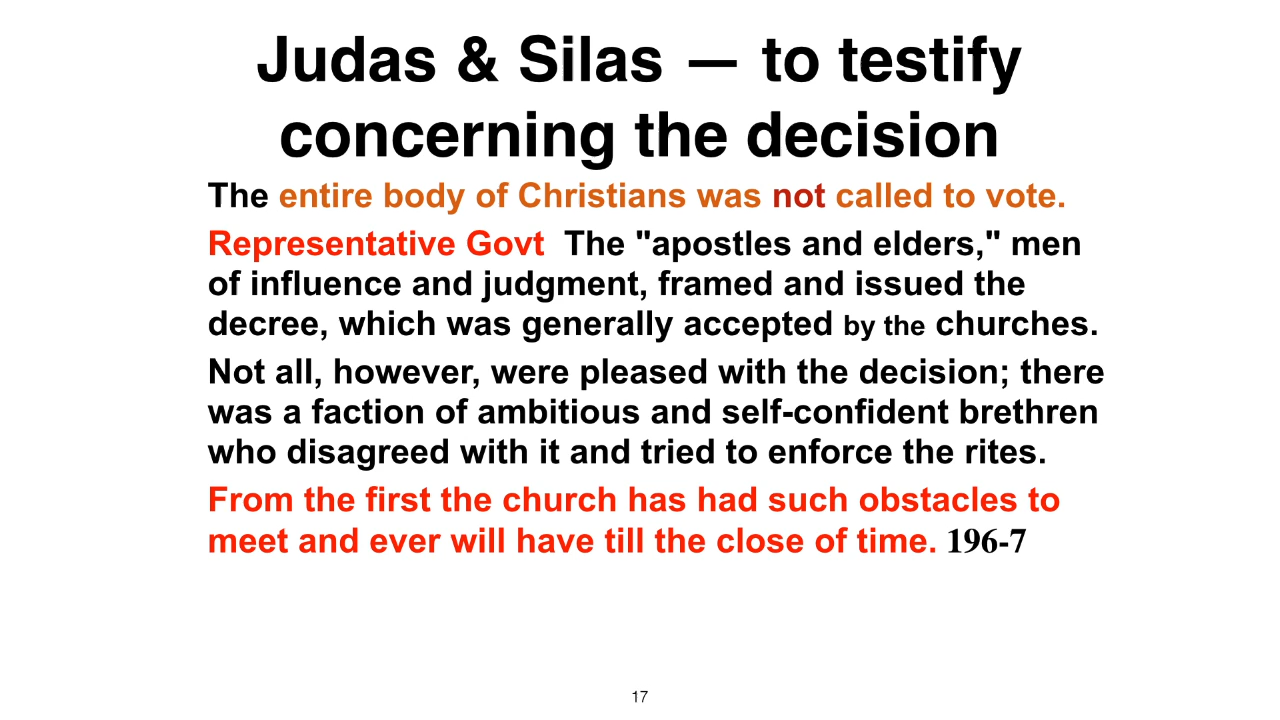 Judas & Silas — to testify
concerning the decision
The entire body of Christians was not called to vote.
Representative Govt  The "apostles and elders," men
of influence and judgment, framed and issued the
decree, which was generally accepted by the churches.
Not all, however, were pleased with the decision; there
was a faction of ambitious and self-confident brethren
who disagreed with it and tried to enforce the rites.
From the first the church has had such obstacles to
meet and ever will have till the close of time. 196-7
17